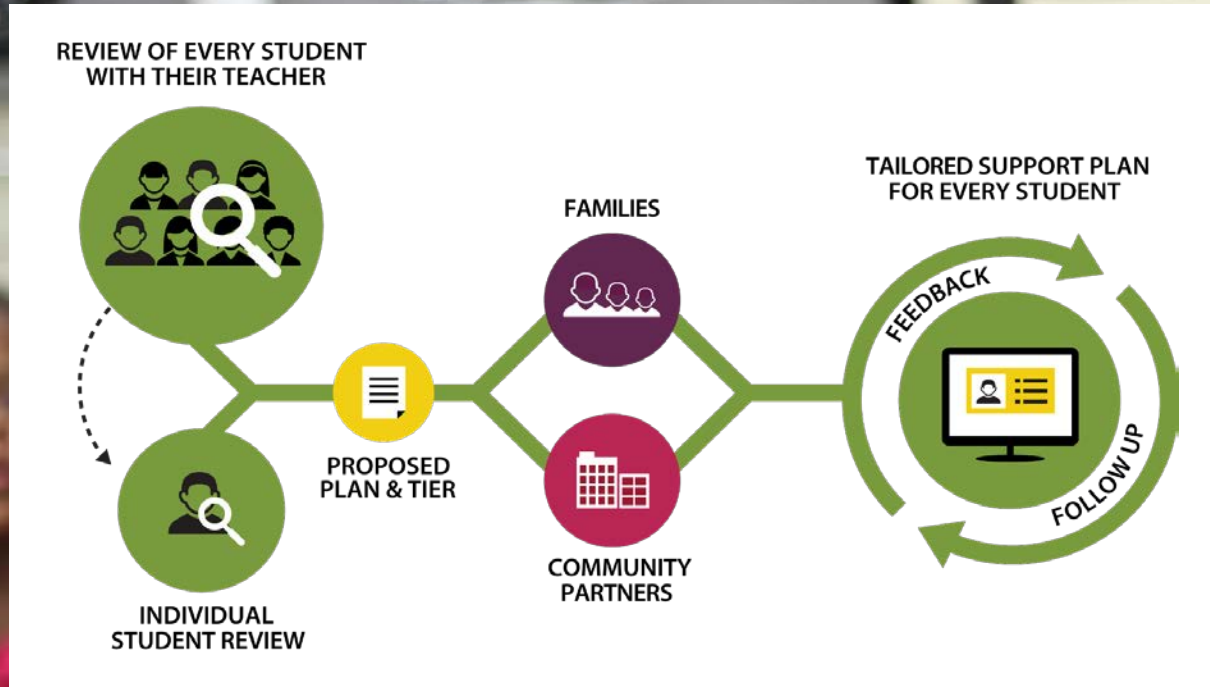 REVIEW OF EVERY STUDENT
WITH THEIR TEACHER
INDIVIDUAL
STUDENT REVIEW
PROPOSED
PLAN & TIER
FAMILIES
COMMUNITY
PARTNERS
TAILORED SUPPORT PLAN
FOR EVERY STUDENT
FEEDBACK
FOLLOW UP